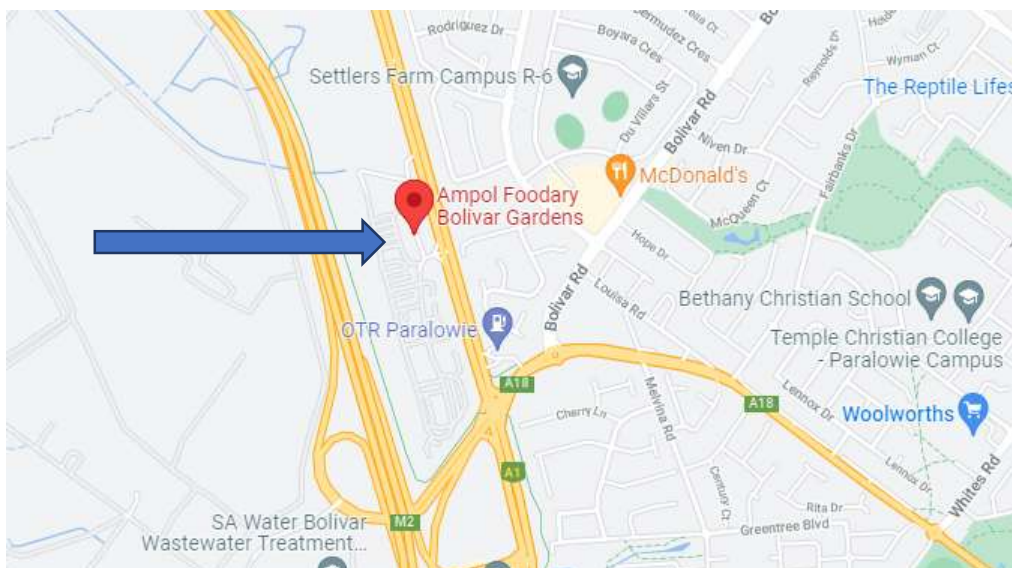 Rodriguez Dr
Boyara Cres
Bermudez Cres
Reynolds Dr
Wyman Ct
Settlers Farm Campus R-6
The Reptile Lifes
Du Villars St
Bolivar Rd
Niven Dr
Fairbanks Dr
McDonald's
Ampol Foodary
Bolivar Gardens
McQueen Ct
Hope Dr
Bolivar Rd
Louisa Rd
Bethany Christian School
OTR Paralowie
Temple Christian College
- Paralowie Campus
A18
A18
Lennox Dr
Woolworths
Cherry Ln
Melvina Rd
A1
Lennox Dr
Whites Rd
Century Ct
Rita Dr
Greentree Blvd
M2
SA Water Bolivar
Wastewater Treatment...